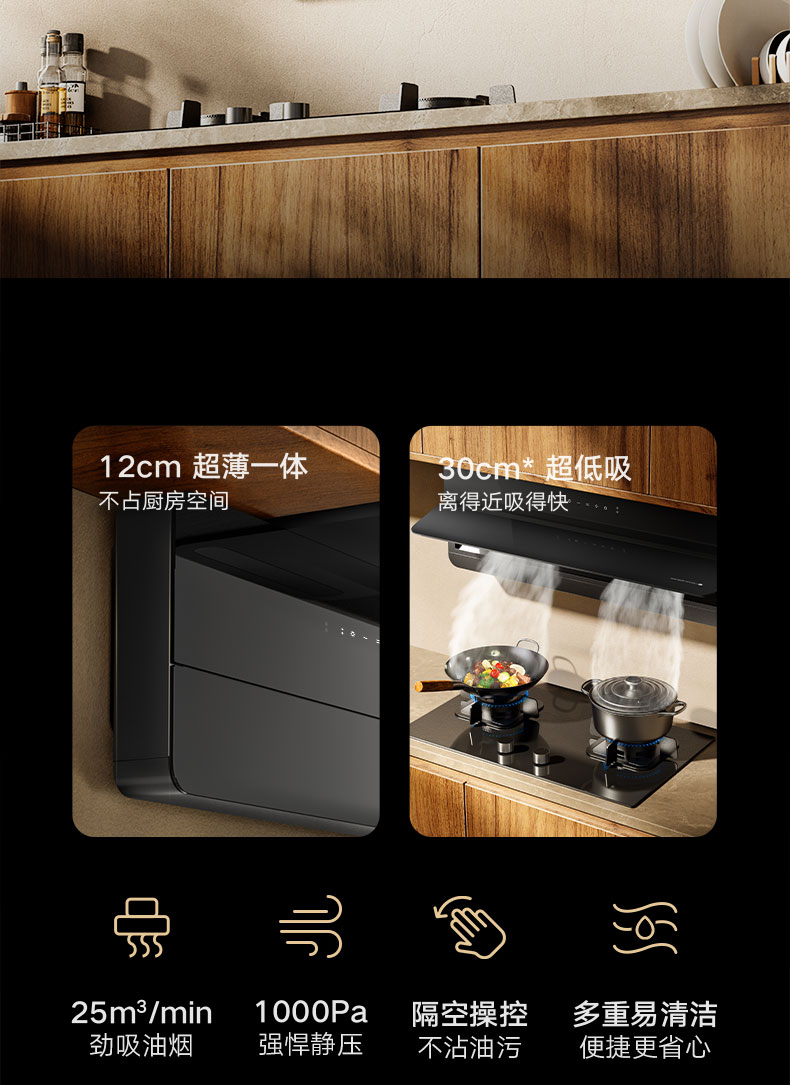 12cm 超薄一体
不占厨房空间
30cm* 超低吸
离得近吸得快
25m³/min
劲吸油烟
1000Pa
强悍静压
隔空操控
不沾油污
多重易清洁
便捷更省心